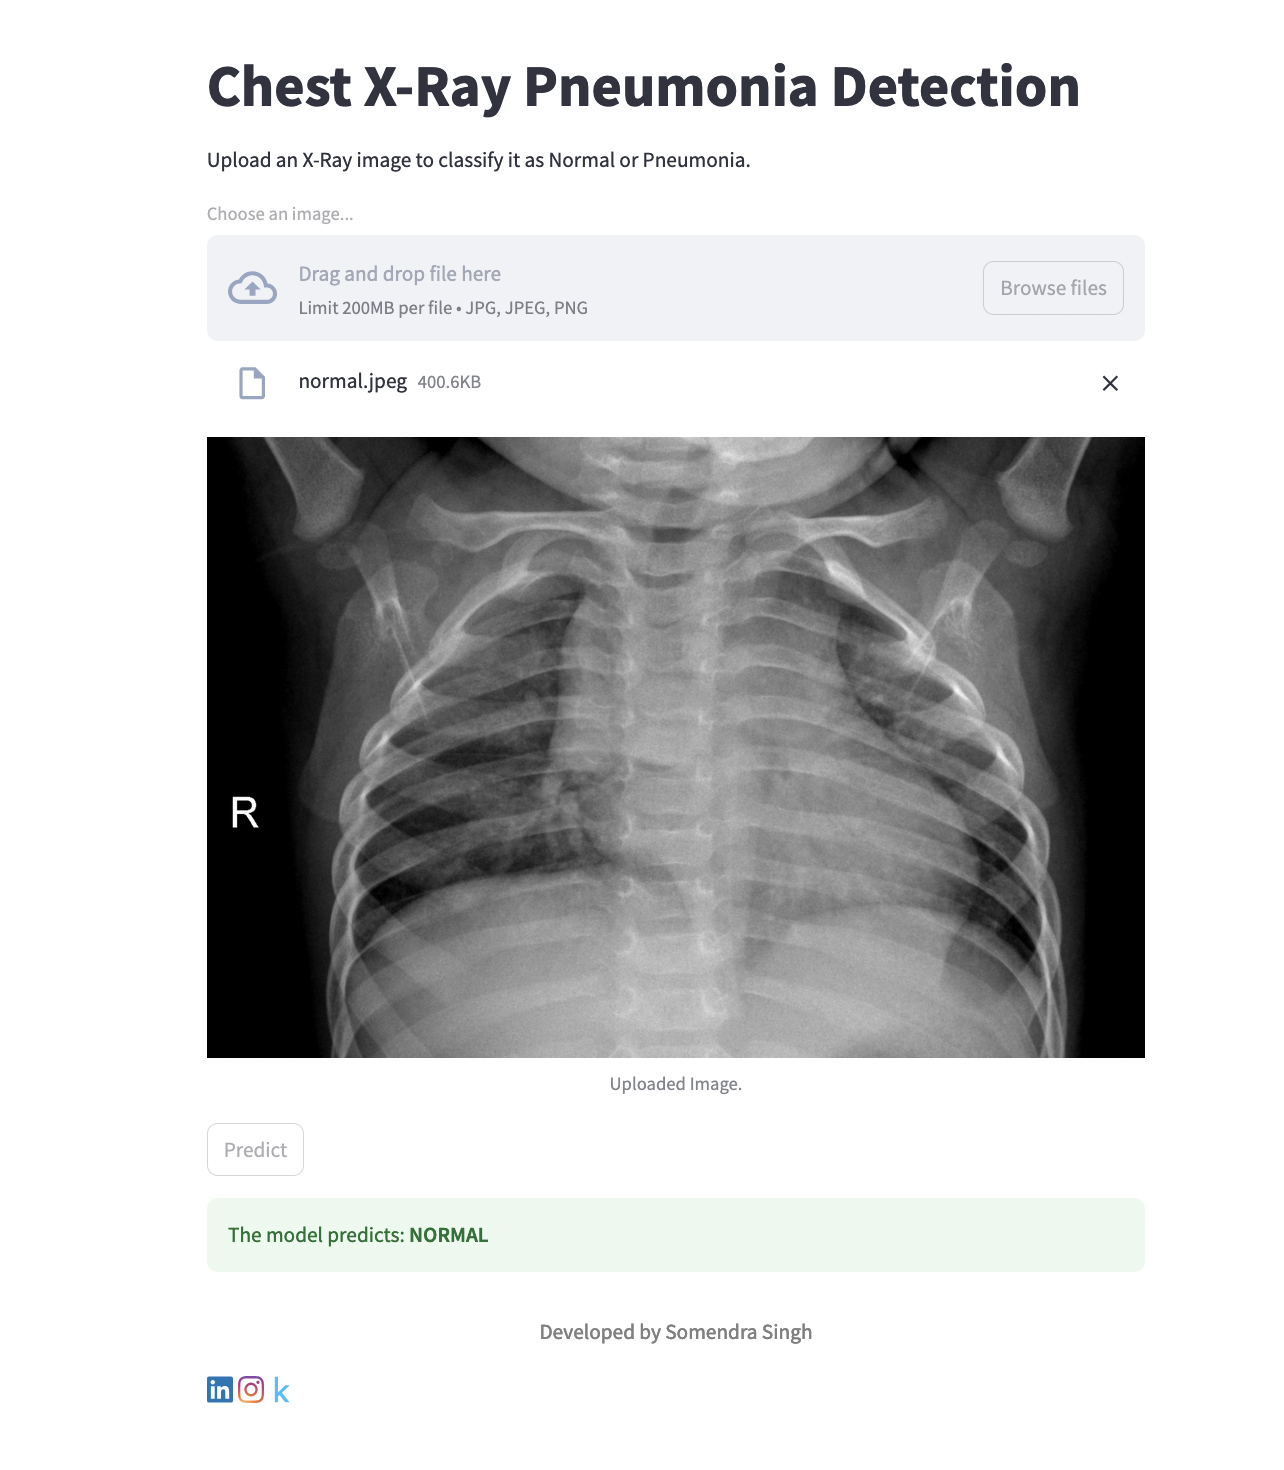 Chest X-Ray Pneumonia Detection
Upload an X-Ray image to classify it as Normal or Pneumonia.
Choose an image...
Drag and drop file here
Limit 200MB per file • JPG, JPEG, PNG
Browse files
normal.jpeg 400.6KB
R
Uploaded Image.
Predict
The model predicts: NORMAL
Developed by Somendra Singh
in
k